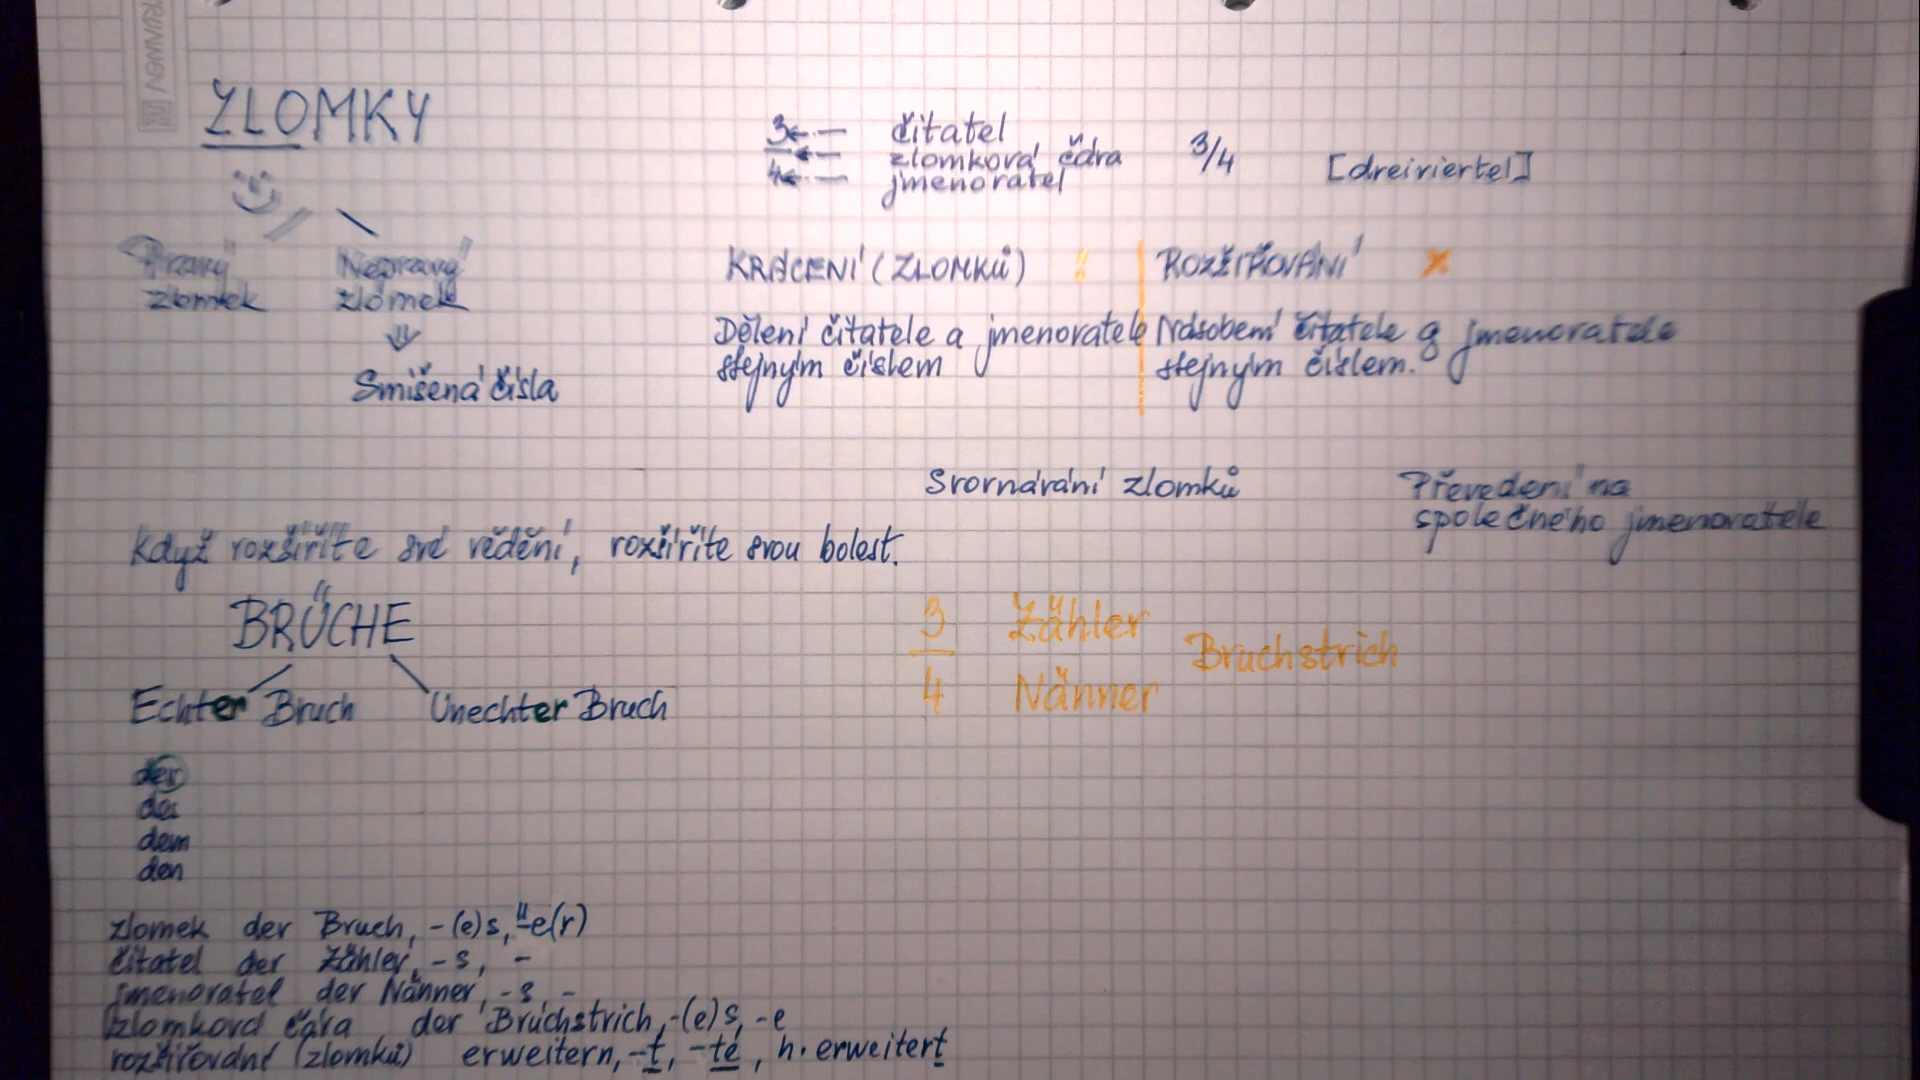 ZLOMKY
3 čitatel
zlomková čára 3/4 [dreiviertel]
4 jmenovatel
Pravý zlomek
Nepravý zlomek
Smíšená čísla
KRÁCENÍ (ZLOMKŮ) :
Dělení čitatele a jmenovatele
stejným číslem
ROZŠIŘOVÁNÍ ×
Násobení čitatele a jmenovatele
stejným číslem.
Srovnávání zlomků
Převedení na
společného jmenovatele
Když rozšíříte své vědění, rozšíříte svou bolest.
BRÜCHE
Echter Bruch Unechter Bruch
3 Zähler
Bruchstrich
4 Nänner
der
des
dem
den
zlomek der Bruch, -(e)s, ⸚e(r)
čitatel der Zähler, -s, -
jmenovatel der Nänner, -s, -
zlomková čára der Bruchstrich, -(e)s, -e
rozšiřování (zlomků) erweitern, -t, -te, h. erweitert